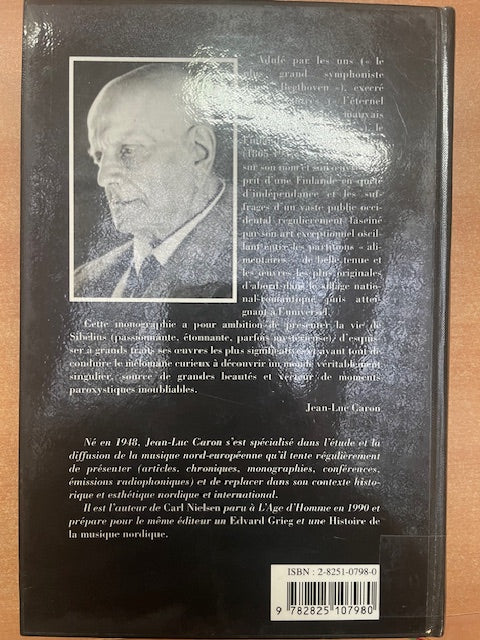 Adulé par les uns (« le
plus grand symphoniste
Beethoven »), exécré
« l'éternel
mauvais
le
(1865
sur son nom et son œuvre
prit d'une Finlande en quête
d'indépendance et les suf-
frages d'un vaste public occi-
dental régulièrement fasciné
par son art exceptionnel oscil-
lant entre les partitions « ali-
mentaires » de belle tenue et
les œuvres les plus originales
d'abord dans le sillage natio-
nal-romantique puis attei-
gnant à l'universel.
Cette monographie a pour ambition de présenter la vie de
Sibélius (passionnante, étonnante, parfois mystérieuse) d'esquis-
ser à grands traits ses œuvres les plus significatives avant tout de
conduire le mélomane curieux à découvrir un monde véritablement
singulier, source de grandes beautés et vecteur de moments
paroxystiques inoubliables.
Jean-Luc Caron
Né en 1948, Jean-Luc Caron s'est spécialisé dans l'étude et la
diffusion de la musique nord-européenne qu'il tente régulièrement
de présenter (articles, chroniques, monographies, conférences,
émissions radiophoniques) et de replacer dans son contexte histo-
rique et esthétique nordique et international.
Il est l'auteur de Carl Nielsen paru à L'Age d'Homme en 1990 et
prépare pour le même éditeur un Edvard Grieg et une Histoire de
la musique nordique.
ISBN : 2-8251-0798-0
9 782825 107980